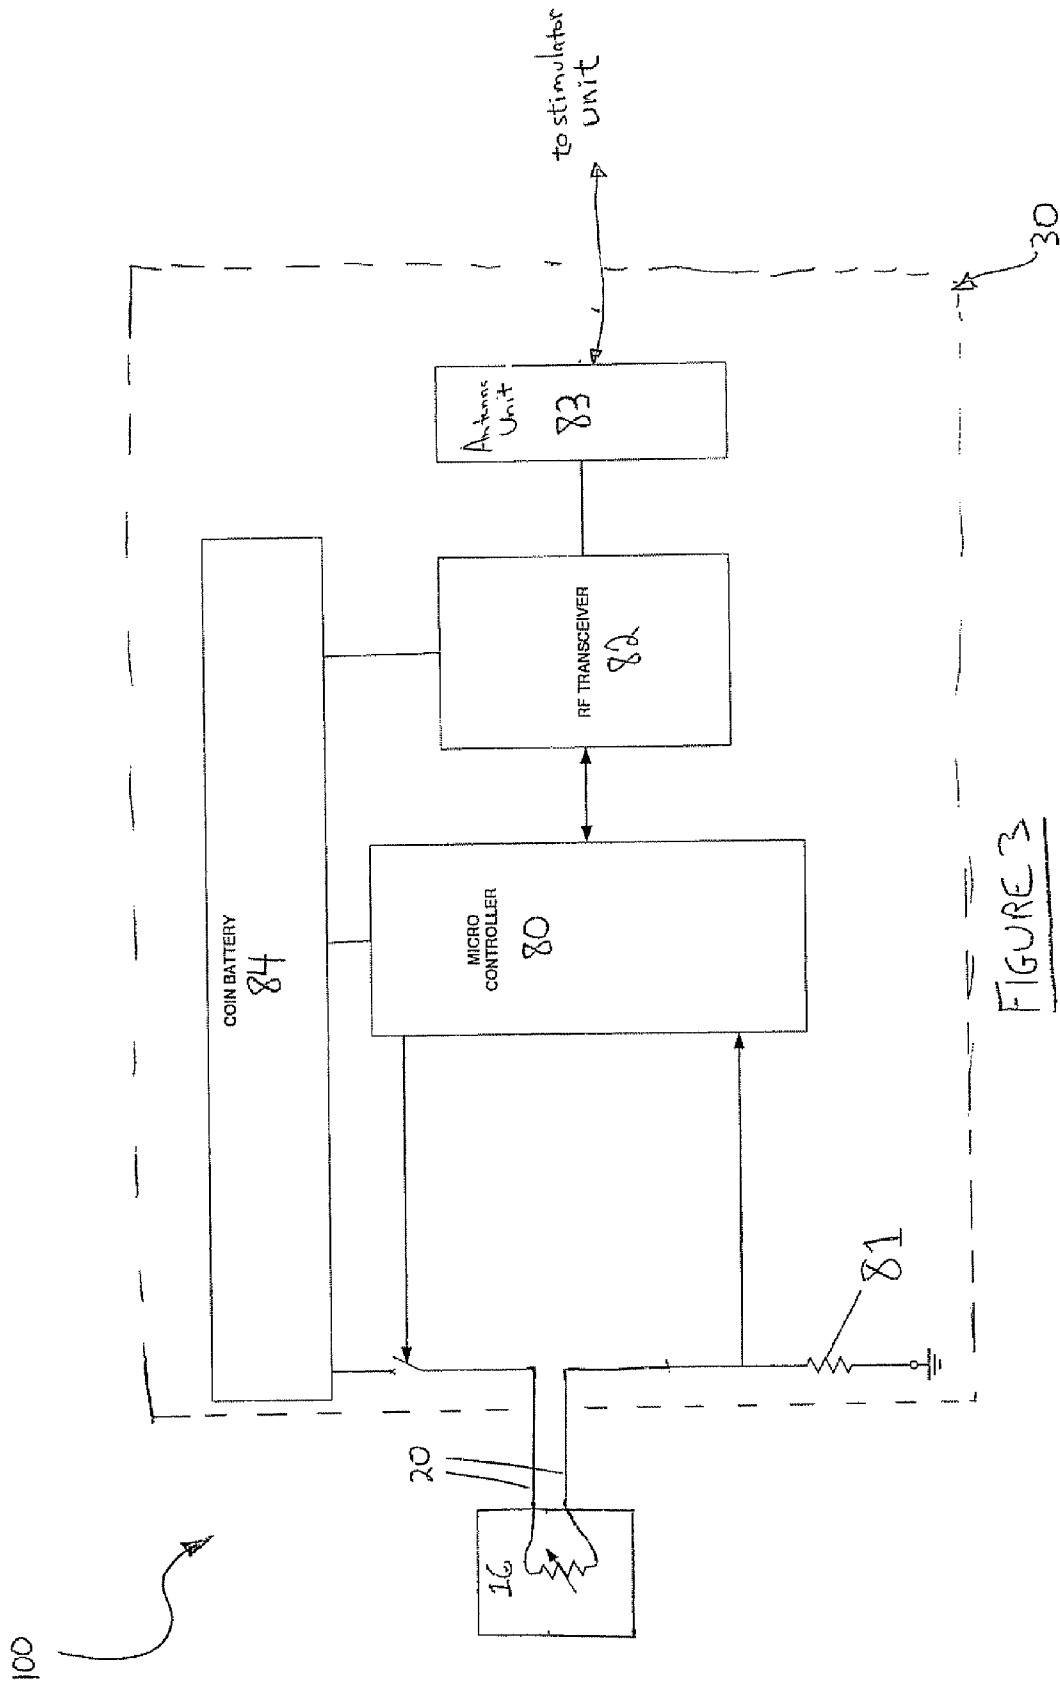 100
16
20
COIN BATTERY
84
MICRO
CONTROLLER
80
RF TRANSCEIVER
82
Antenna
Unit
83
to stimulator
unit
81
30
FIGURE 3